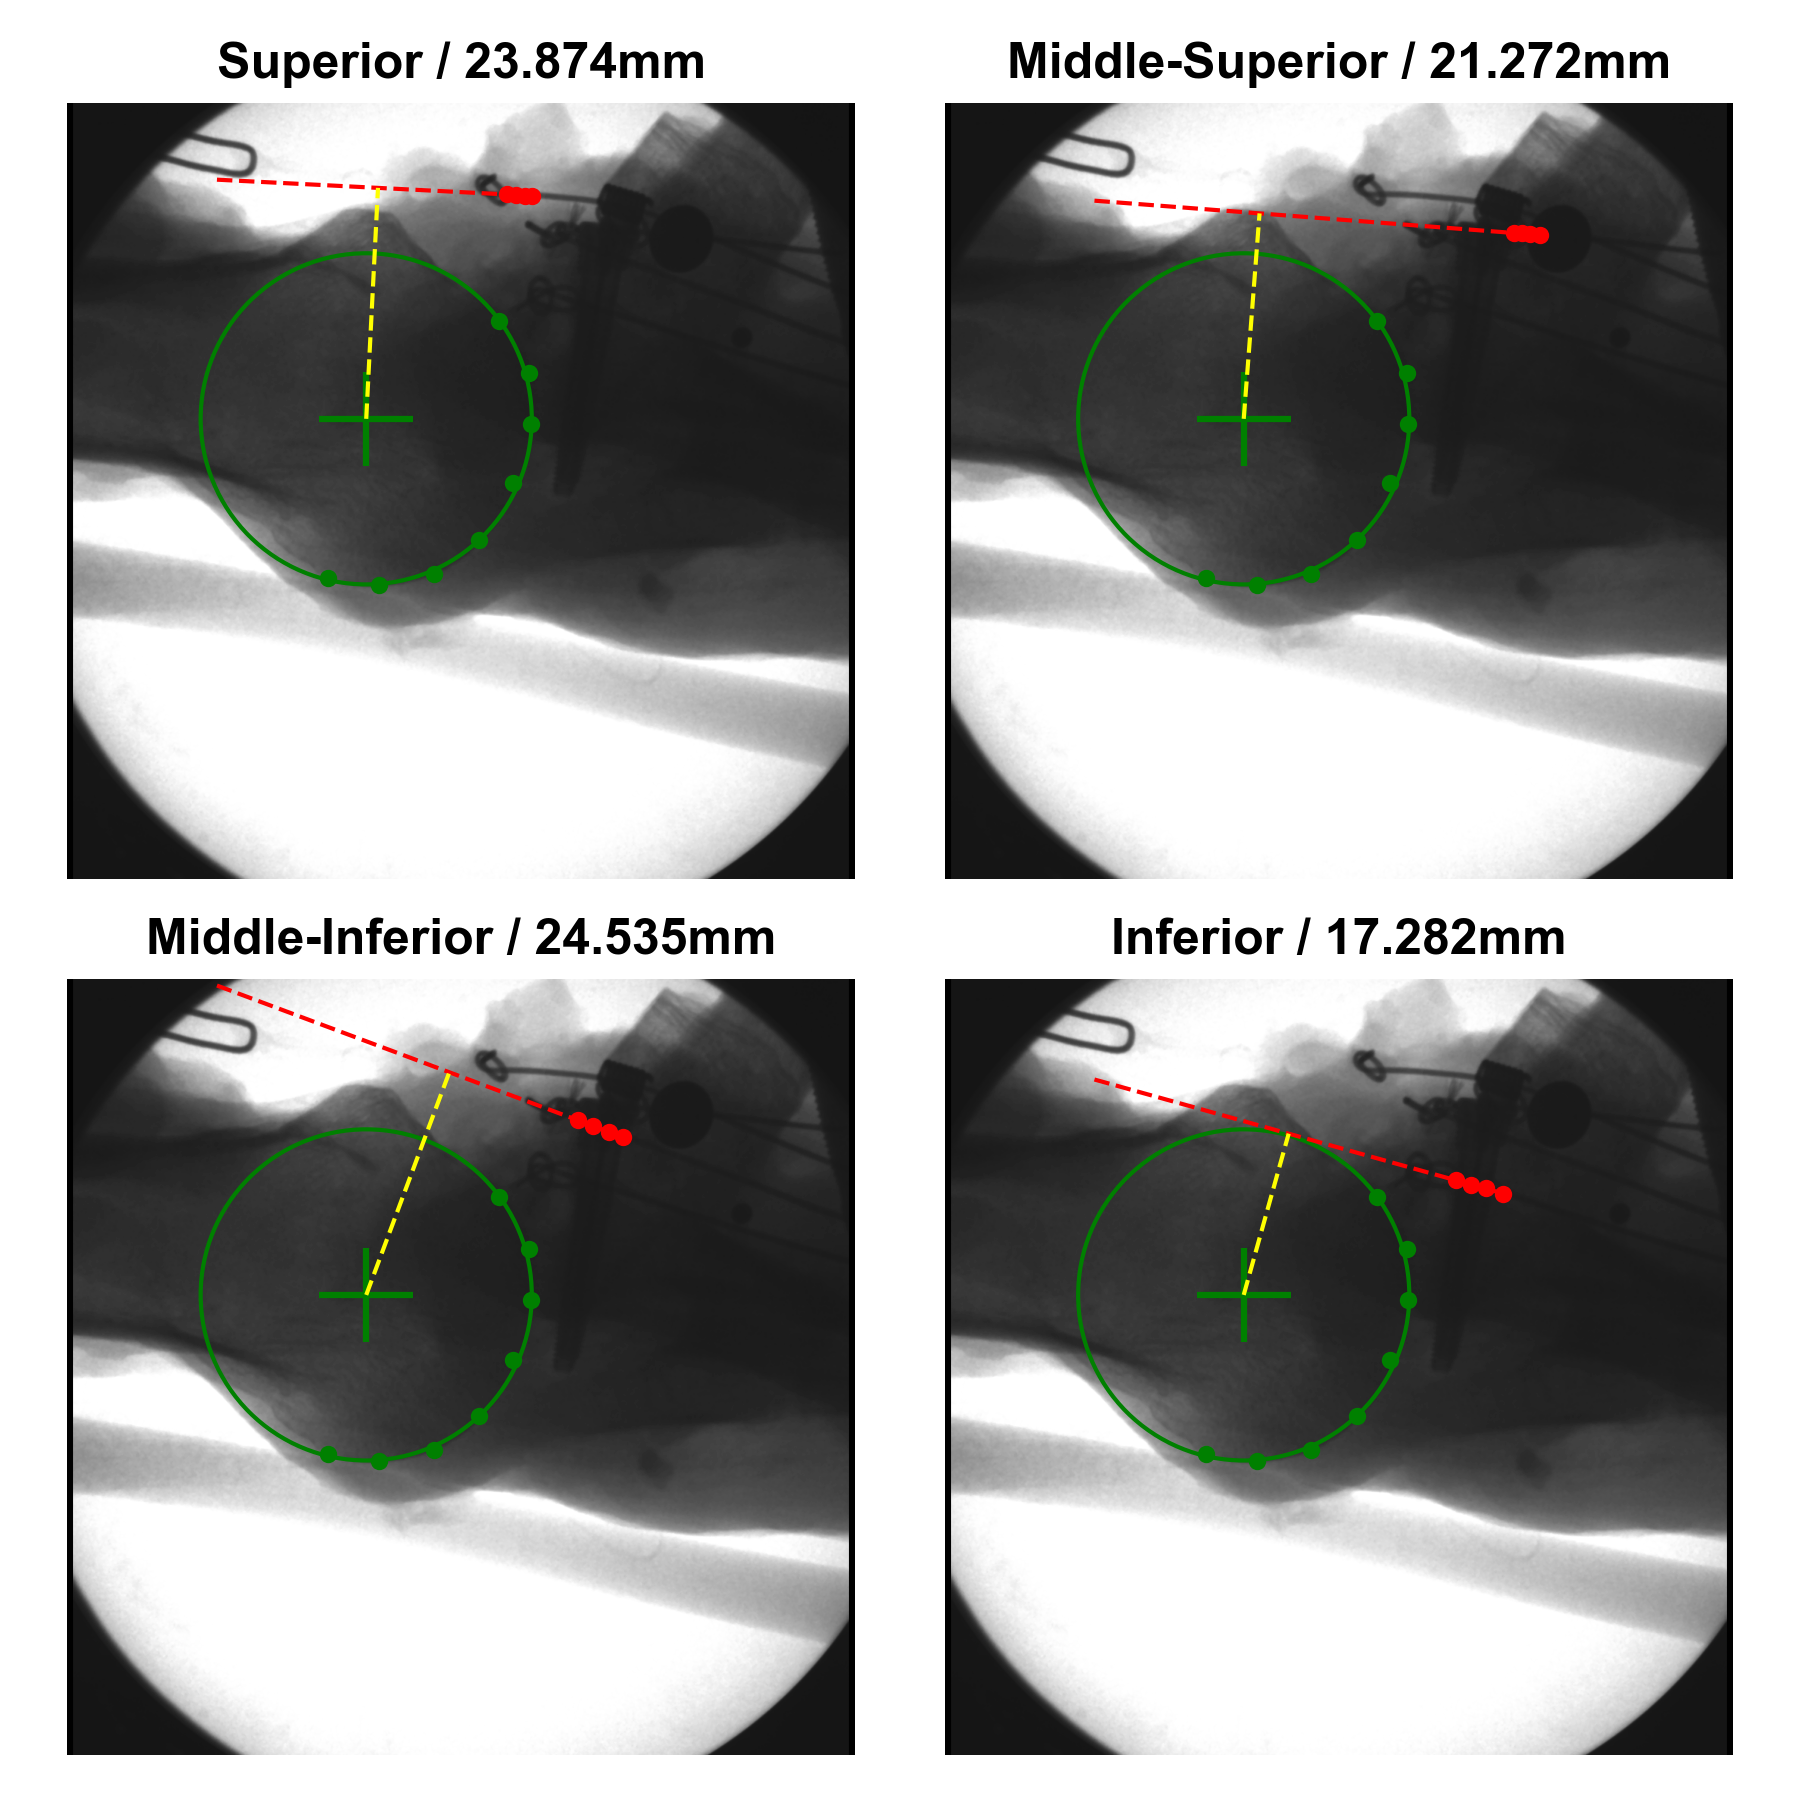 Superior / 23.874mm
Middle-Superior / 21.272mm
Middle-Inferior / 24.535mm
Inferior / 17.282mm